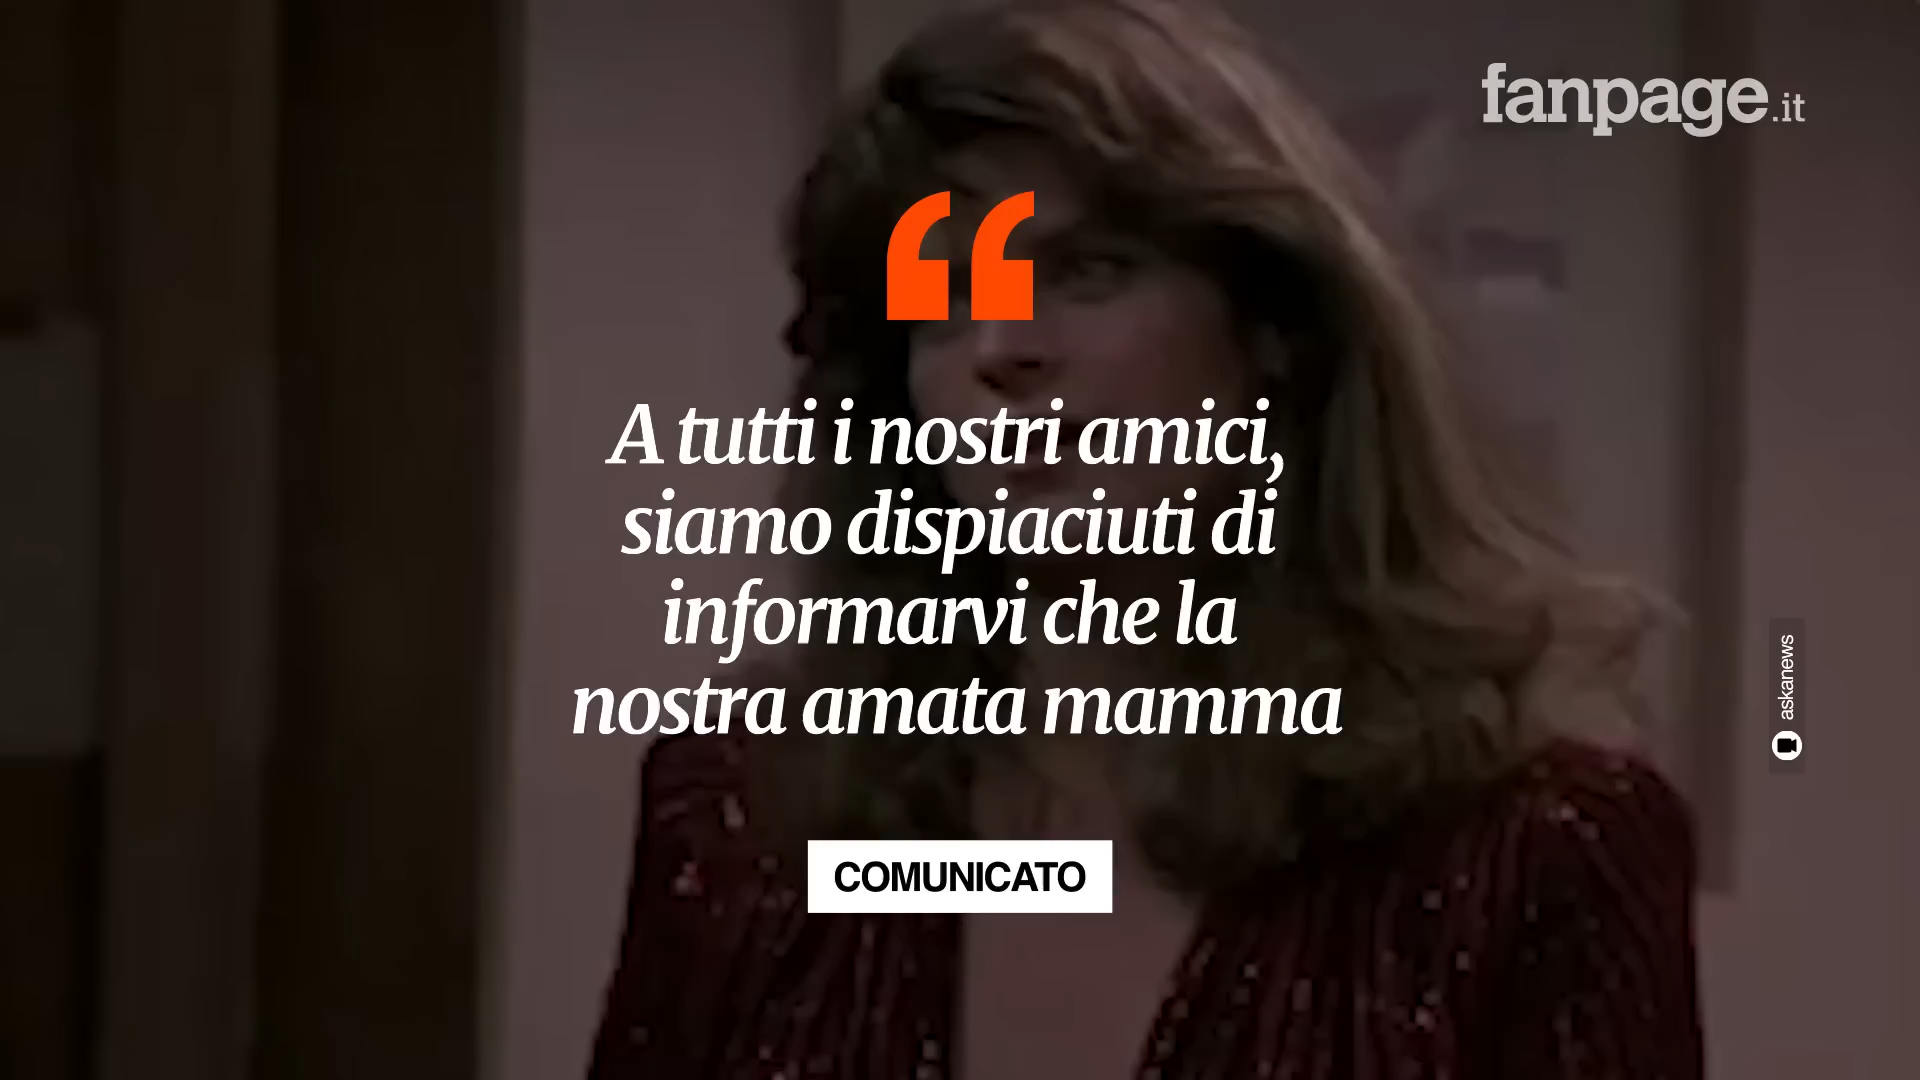 fanpage.it
“
A tutti i nostri amici,
siamo dispiaciuti di
informarvi che la
nostra amata mamma
askanews
COMUNICATO